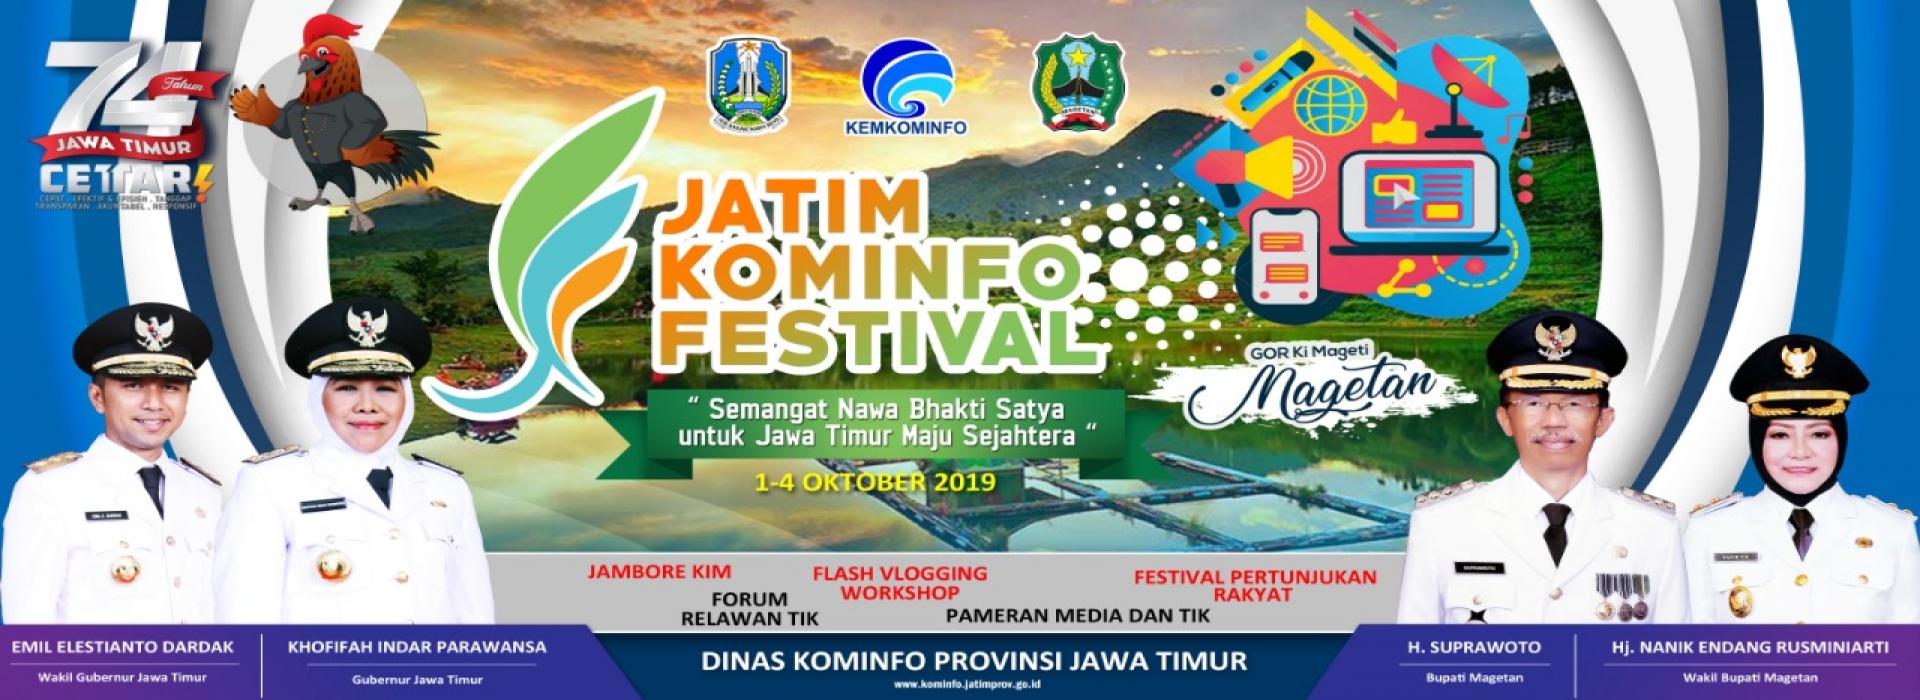 74
Tahun
JAWA TIMUR
CETTAR!
CEPAT . EFEKTIF & EFISIEN . TANGGAP
TRANSPARAN . AKUNTABEL . RESPONSIF
KEMKOMINFO
MAGETAN
JATIM
KOMINFO
FESTIVAL
GOR Ki Mageti
Magetan
“ Semangat Nawa Bhakti Satya
untuk Jawa Timur Maju Sejahtera “
1-4 OKTOBER 2019
JAMBORE KIM
FORUM
RELAWAN TIK
FLASH VLOGGING
WORKSHOP
PAMERAN MEDIA DAN TIK
FESTIVAL PERTUNJUKAN
RAKYAT
EMIL ELESTIANTO DARDAK
Wakil Gubernur Jawa Timur
KHOFIFAH INDAR PARAWANSA
Gubernur Jawa Timur
DINAS KOMINFO PROVINSI JAWA TIMUR
www.kominfo.jatimprov.go.id
H. SUPRAWOTO
Bupati Magetan
Hj. NANIK ENDANG RUSMINIARTI
Wakil Bupati Magetan
SUPRAWOTO